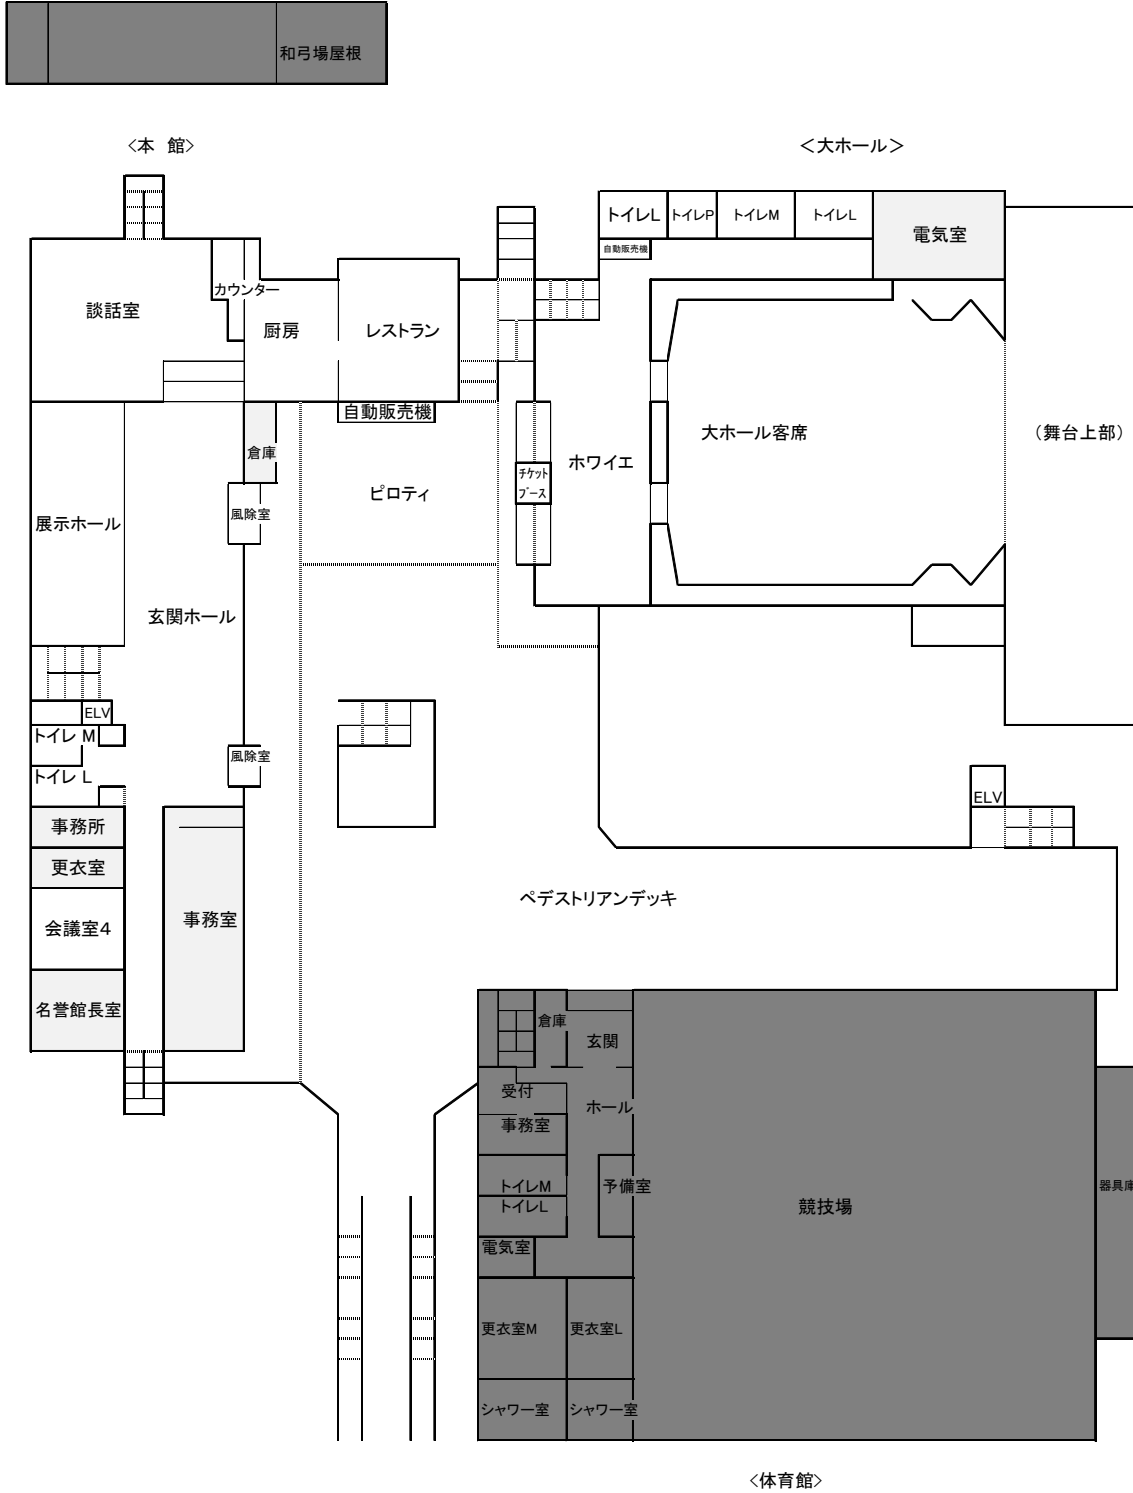 和弓場屋根
<本 館>
<大ホール>
トイレL
トイレP
トイレM
トイレL
電気室
自動販売機
談話室
カウンター
厨房
レストラン
自動販売機
倉庫
大ホール客席
(舞台上部)
ホワイエ
チケット
ブース
ピロティ
展示ホール
風除室
玄関ホール
ELV
トイレ M
トイレ L
風除室
ELV
事務所
更衣室
会議室4
名誉館長室
事務室
ペデストリアンデッキ
倉庫
玄関
受付
ホール
事務室
トイレM
トイレL
予備室
競技場
器具庫
電気室
更衣室M
更衣室L
シャワー室
シャワー室
<体育館>